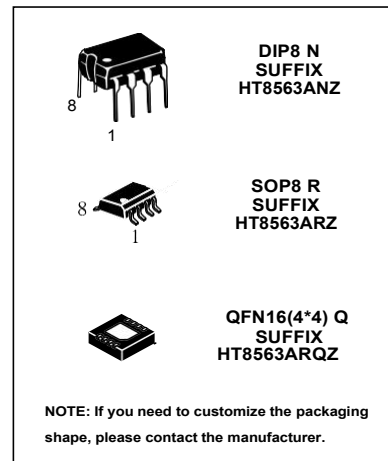 DIP8 N
SUFFIX
HT8563ANZ
8
1
SOP8 R
SUFFIX
HT8563ARZ
8
1
QFN16(4*4) Q
SUFFIX
HT8563ARQZ
NOTE: If you need to customize the packaging
shape, please contact the manufacturer.